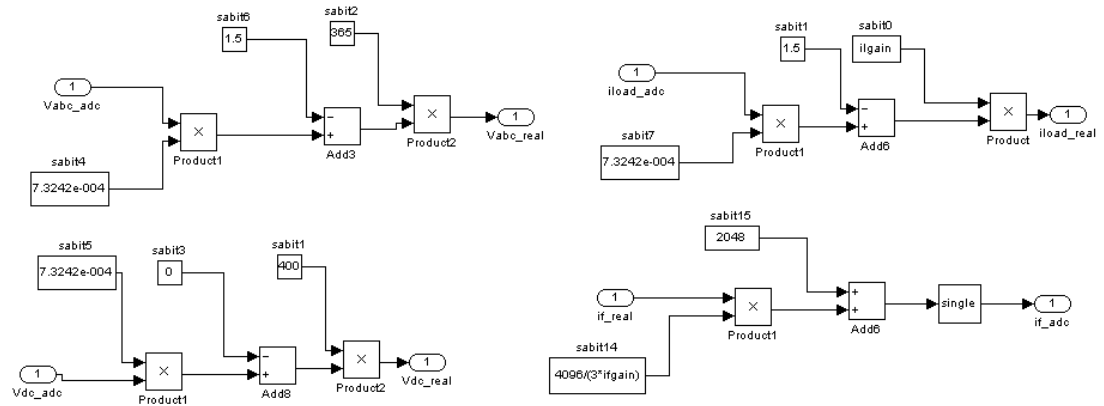 sabit6
1.5
sabit2
365
1
Vabc_adc
×
Product1
−
+
Add3
×
Product2
1
Vabc_real
sabit4
7.3242e-004
sabit1
1.5
sabit0
ilgain
1
iload_adc
×
Product1
−
+
Add6
×
Product
1
iload_real
sabit7
7.3242e-004
sabit5
7.3242e-004
sabit3
0
sabit1
400
1
Vdc_adc
×
Product1
−
+
Add8
×
Product2
1
Vdc_real
sabit15
2048
1
if_real
×
Product1
+
+
Add6
single
1
if_adc
sabit14
4096/(3*ifgain)